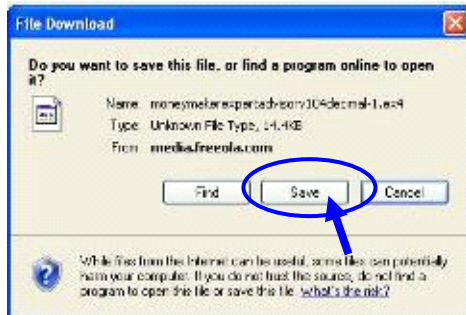 File Download
Do you want to save this file, or find a program online to open
it?
Name: moneymakerexpertadvisorv104decimal-1.ex4
Type: Unknown File Type, 14.4KB
From: media.freeola.com
Find Save Cancel
While files from the Internet can be useful, some files can potentially
harm your computer. If you do not trust the source, do not find a
program to open this file or save this file. What's the risk?